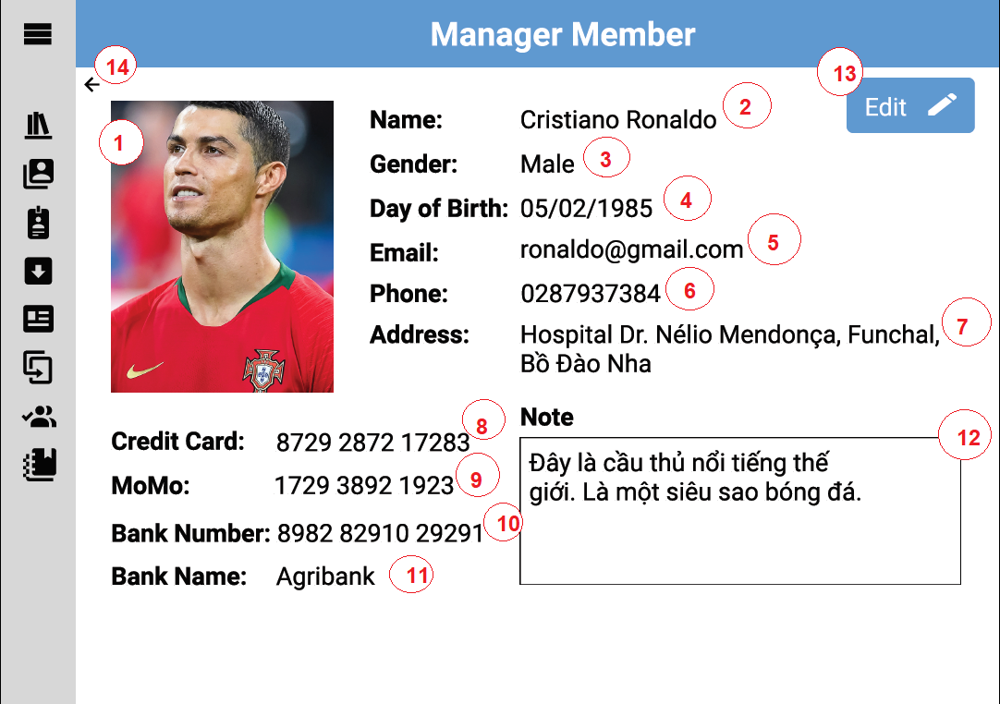 Manager Member
14
13
Edit
1
Name: Cristiano Ronaldo 2
Gender: Male 3
Day of Birth: 05/02/1985 4
Email: ronaldo@gmail.com 5
Phone: 0287937384 6
Address: Hospital Dr. Nélio Mendonça, Funchal, 7
Bồ Đào Nha
Credit Card: 8729 2872 17283 8
MoMo: 1729 3892 1923 9
Bank Number: 8982 82910 29291 10
Bank Name: Agribank 11
Note
12
Đây là cầu thủ nổi tiếng thế
giới. Là một siêu sao bóng đá.